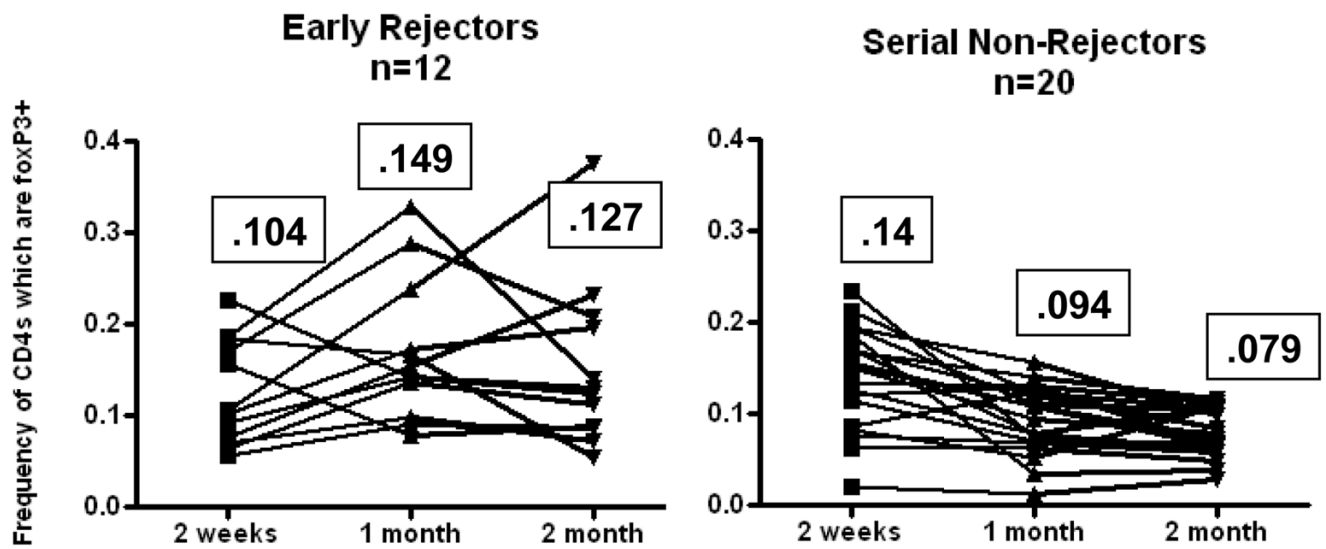 Early Rejectors
n=12
Frequency of CD4s which are foxP3+
0.4
0.3
0.2
0.1
0.0
.104
.149
.127
2 weeks
1 month
2 month
Serial Non-Rejectors
n=20
0.4
0.3
0.2
0.1
0.0
.14
.094
.079
2 weeks
1 month
2 month